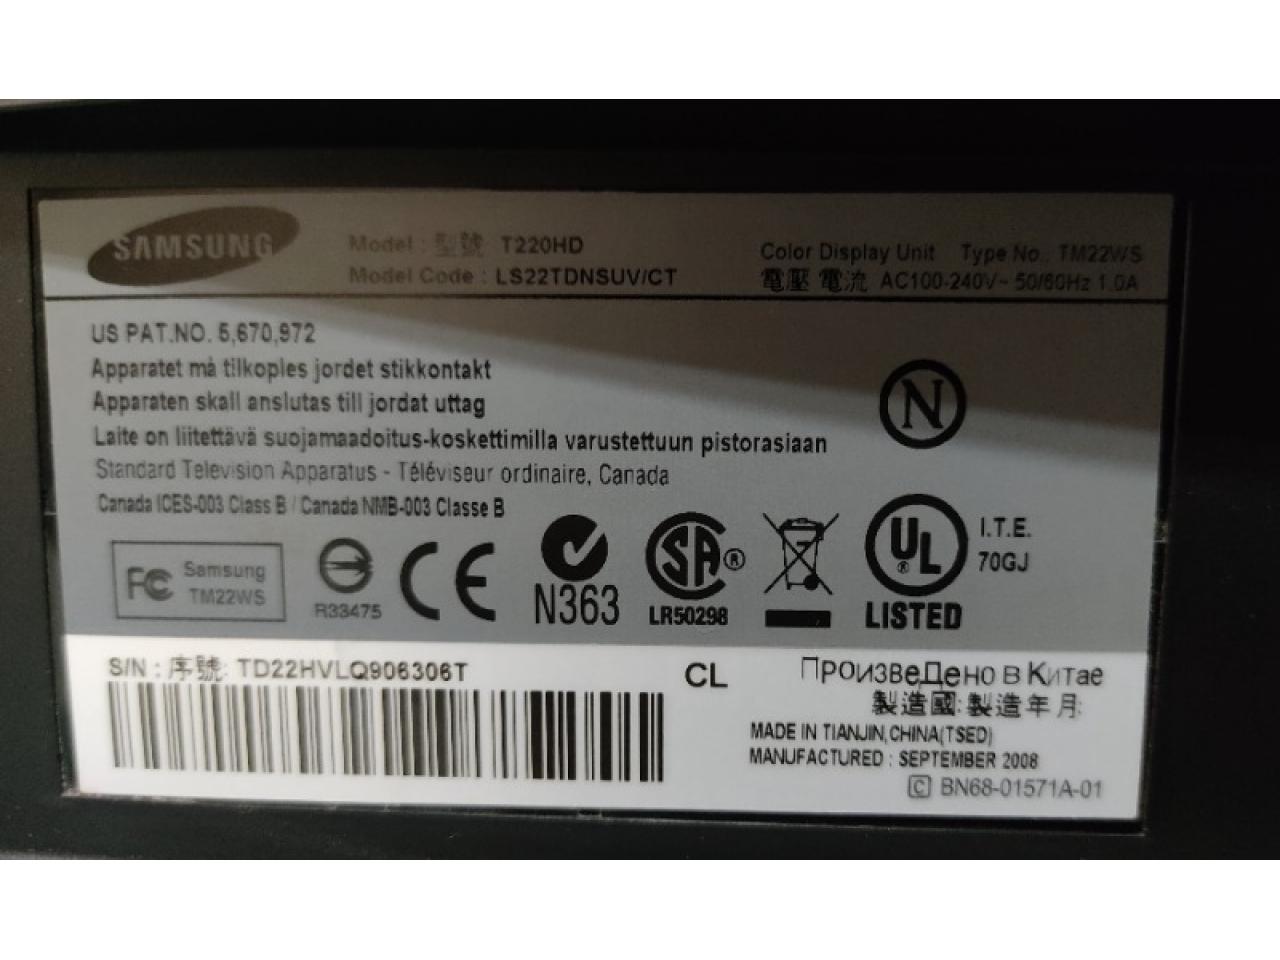 SAMSUNG
Model : 型號 T220HD
Model Code : LS22TDNSUV/CT
Color Display Unit Type No. TM22WS
電壓 電流 AC100-240V~ 50/60Hz 1.0A
US PAT.NO. 5,670,972
Apparatet må tilkoples jordet stikkontakt
Apparaten skall anslutas till jordat uttag
Laite on liitettävä suojamaadoitus-koskettimilla varustettuun pistorasiaan
Standard Television Apparatus - Téléviseur ordinaire, Canada
Canada ICES-003 Class B / Canada NMB-003 Classe B
N
FC Samsung
TM22WS
R33475
CE
N363
SA ®
LR50298
UL ®
LISTED
I.T.E.
70GJ
S/N : 序號: TD22HVLQ906306T
CL
Произведено в Китае
製造國: 製造年月:
MADE IN TIANJIN,CHINA(TSED)
MANUFACTURED : SEPTEMBER 2008
C BN68-01571A-01